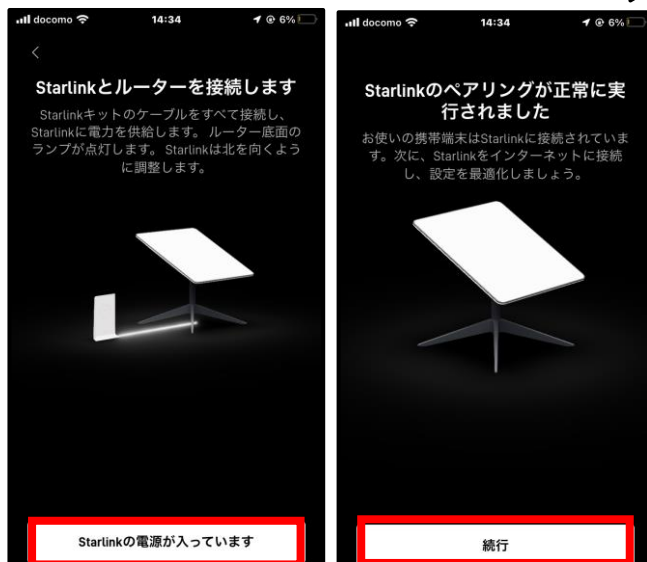 docomo 14:34 6%
Starlinkとルーターを接続します
Starlinkキットのケーブルをすべて接続し、
Starlinkに電力を供給します。 ルーター底面の
ランプが点灯します。 Starlinkは北を向くよう
に調整します。
Starlinkの電源が入っています
docomo 14:34 6%
Starlinkのペアリングが正常に実
行されました
お使いの携帯端末はStarlinkに接続されていま
す。次に、Starlinkをインターネットに接続
し、設定を最適化しましょう。
続行